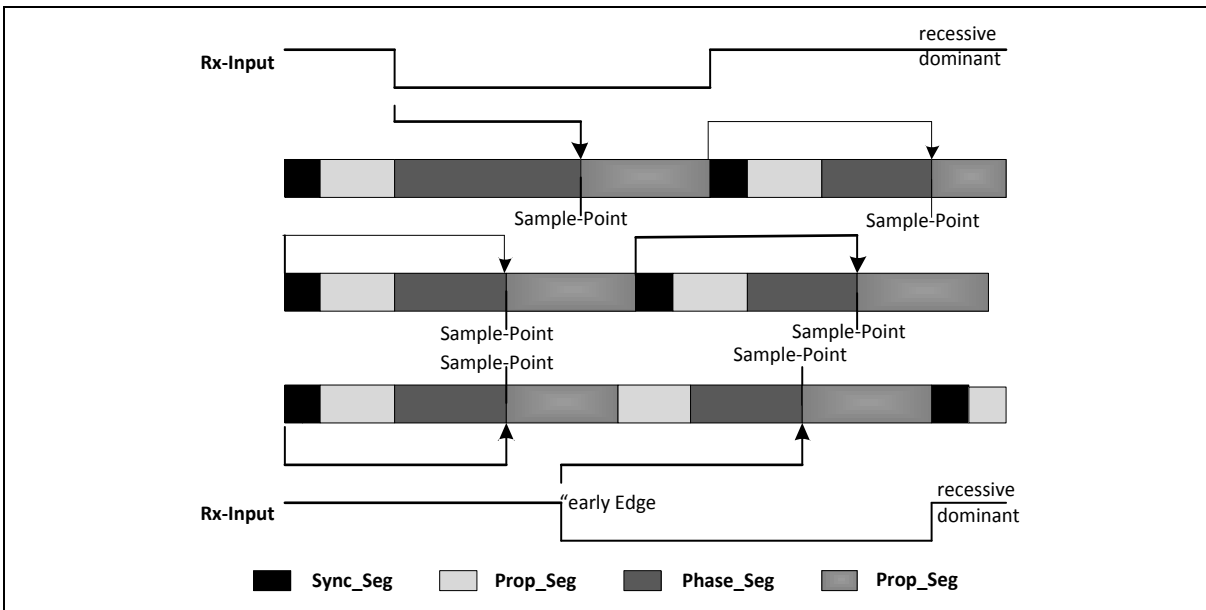 recessive
Rx-Input
dominant
Sample-Point
Sample-Point
Sample-Point
Sample-Point
Sample-Point
Sample-Point
“early Edge
recessive
Rx-Input
dominant
Sync_Seg
Prop_Seg
Phase_Seg
Prop_Seg